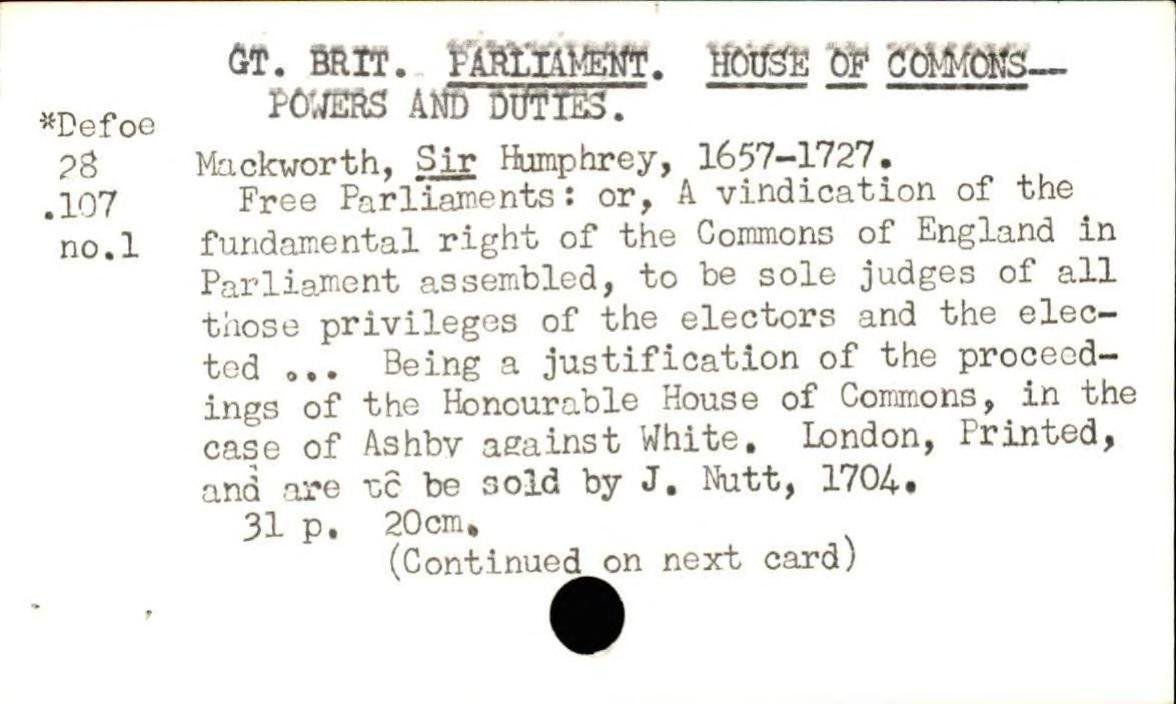 GT. BRIT. PARLIAMENT. HOUSE OF COMMONS—
POWERS AND DUTIES.
*Defoe
28
.107
no.1
Mackworth, Sir Humphrey, 1657-1727.
Free Parliaments: or, A vindication of the
fundamental right of the Commons of England in
Parliament assembled, to be sole judges of all
those privileges of the electors and the elec-
ted ... Being a justification of the proceed-
ings of the Honourable House of Commons, in the
case of Ashby against White. London, Printed,
and are to be sold by J. Nutt, 1704.
31 p. 20cm.
(Continued on next card)